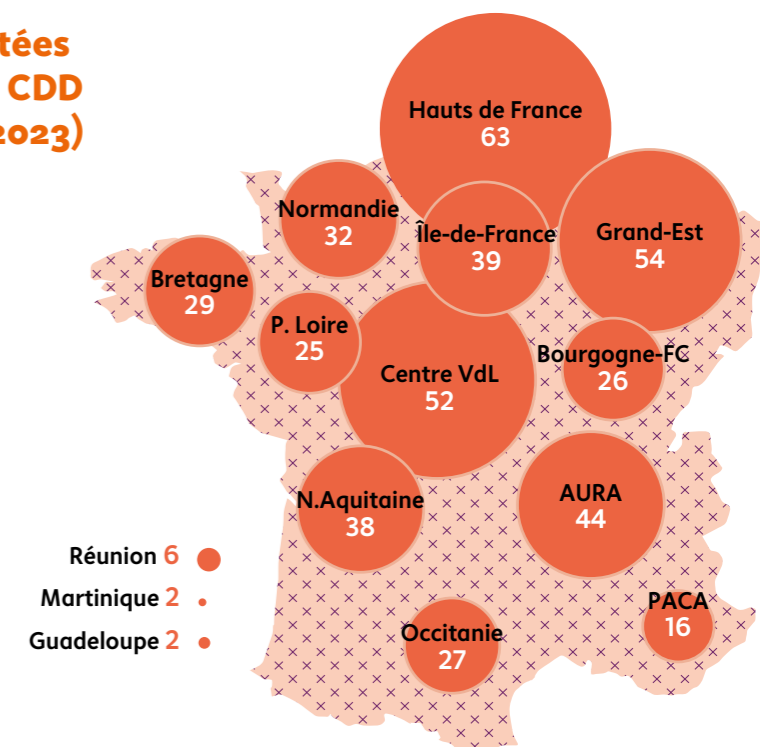 tées
CDD
2023)
Hauts de France
63
Normandie
32
Île-de-France
39
Grand-Est
54
Bretagne
29
P. Loire
25
Centre VdL
52
Bourgogne-FC
26
N.Aquitaine
38
AURA
44
Réunion 6
Martinique 2
Guadeloupe 2
PACA
16
Occitanie
27